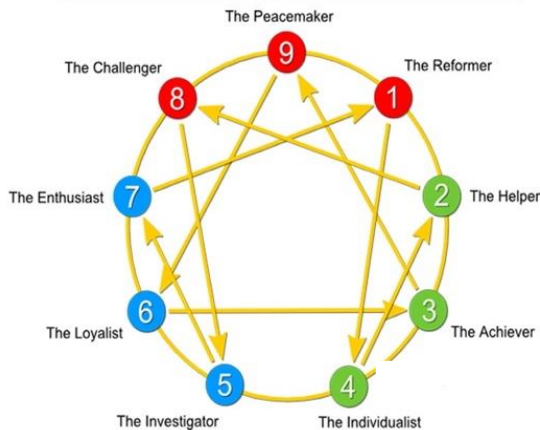 The Peacemaker
9
The Challenger
8
The Reformer
1
The Enthusiast
7
2
The Helper
6
The Loyalist
3
The Achiever
5
The Investigator
4
The Individualist